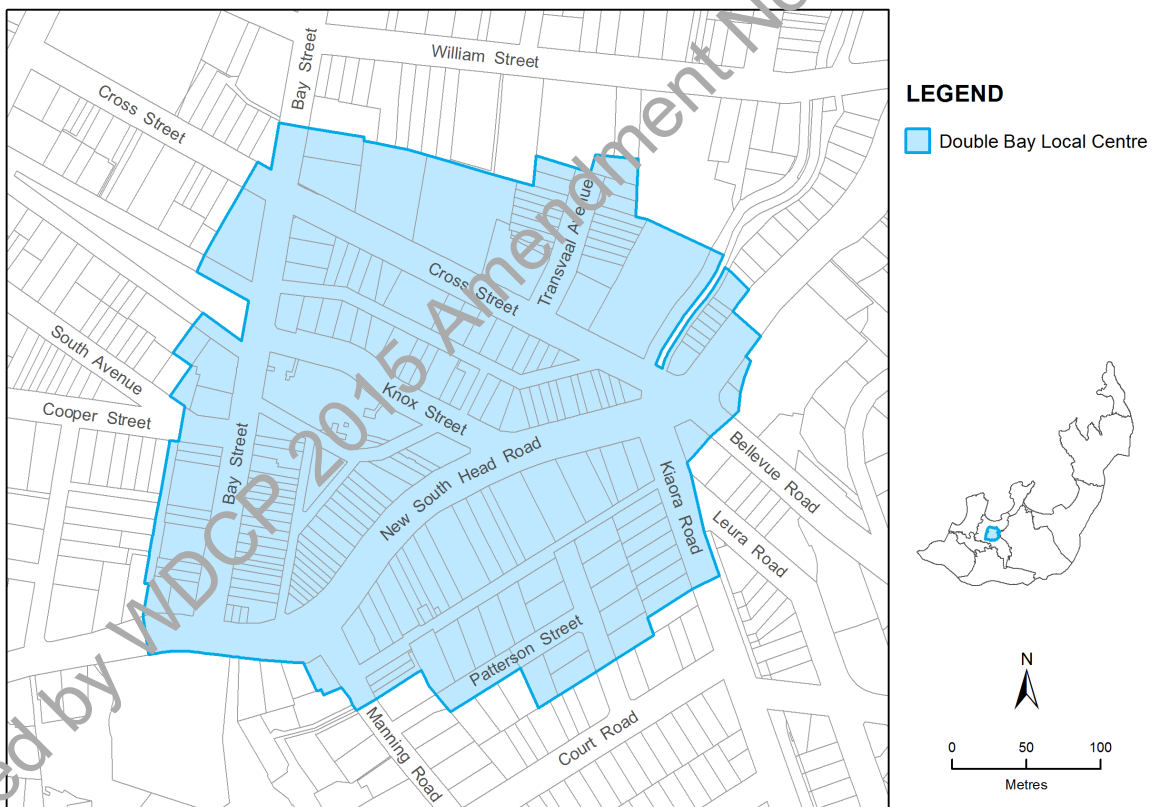 William Street
Bay Street
Cross Street
Transvaal Avenue
Cross Street
South Avenue
Cooper Street
Knox Street
Bay Street
New South Head Road
Kiaora Road
Bellevue Road
Leura Road
Patterson Street
Manning Road
Court Road
ed by WDCP 2015 Amendment No
LEGEND
Double Bay Local Centre
N
0 50 100
Metres